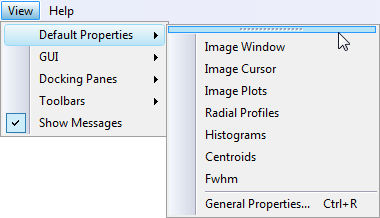 View Help
Default Properties
GUI
Docking Panes
Toolbars
Show Messages
Image Window
Image Cursor
Image Plots
Radial Profiles
Histograms
Centroids
Fwhm
General Properties... Ctrl+R